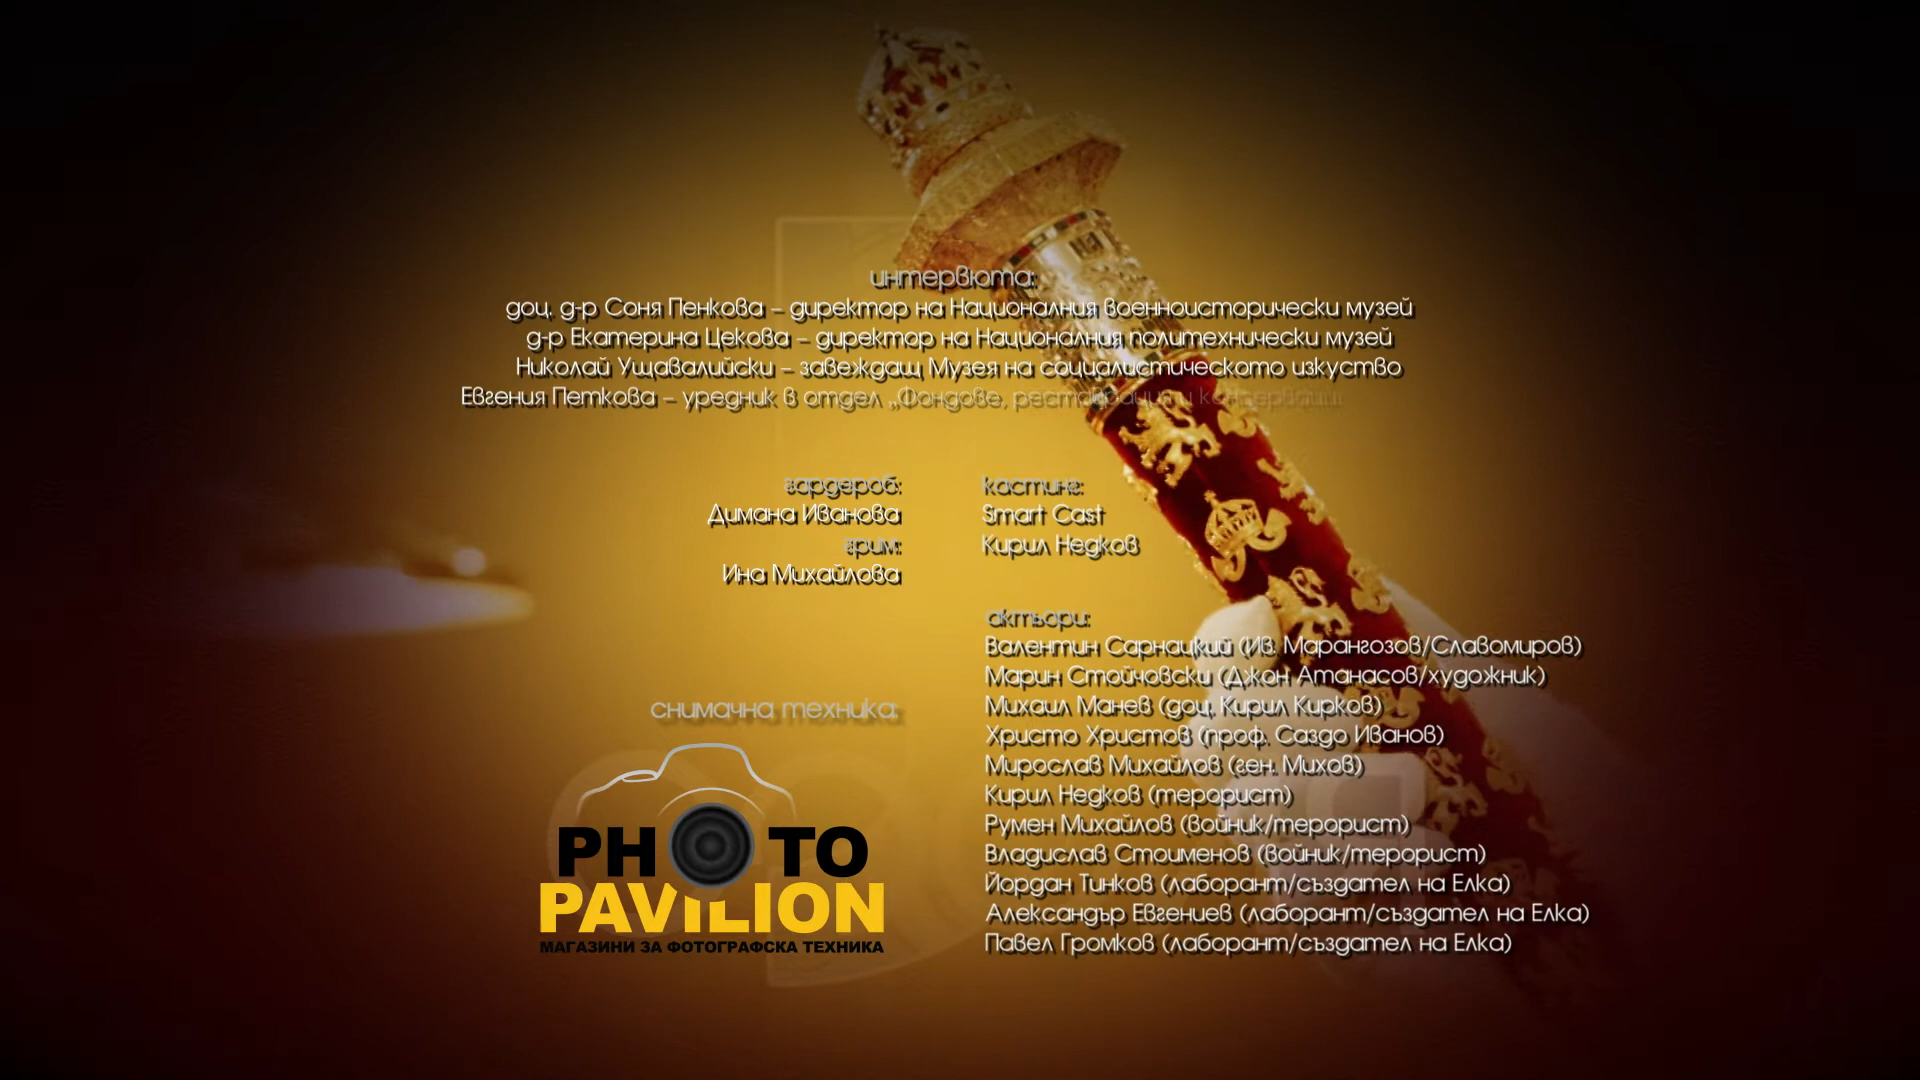 интервюта:
доц. д-р Соня Пенкова – директор на Националния военноисторически музей
д-р Екатерина Цекова – директор на Националния политехнически музей
Николай Ущавалийски – завеждащ Музея на социалистическото изкуство
Евгения Петкова – уредник в отдел „Фондове, реставрация и консервация
гардероб:
Димана Иванова
грим:
Ина Михайлова
кастинг:
Smart Cast
Кирил Недков
снимачна техника:
PHOTO
PAVILION
МАГАЗИНИ ЗА ФОТОГРАФСКА ТЕХНИКА
актьори:
Валентин Сарнацкий (Ив. Марангозов/Славомиров)
Марин Стойчовски (Джон Атанасов/художник)
Михаил Манев (доц. Кирил Кирков)
Христо Христов (проф. Саздо Иванов)
Мирослав Михайлов (ген. Михов)
Кирил Недков (терорист)
Румен Михайлов (войник/терорист)
Владислав Стоименов (войник/терорист)
Йордан Тинков (лаборант/създател на Елка)
Александър Евгениев (лаборант/създател на Елка)
Павел Громков (лаборант/създател на Елка)